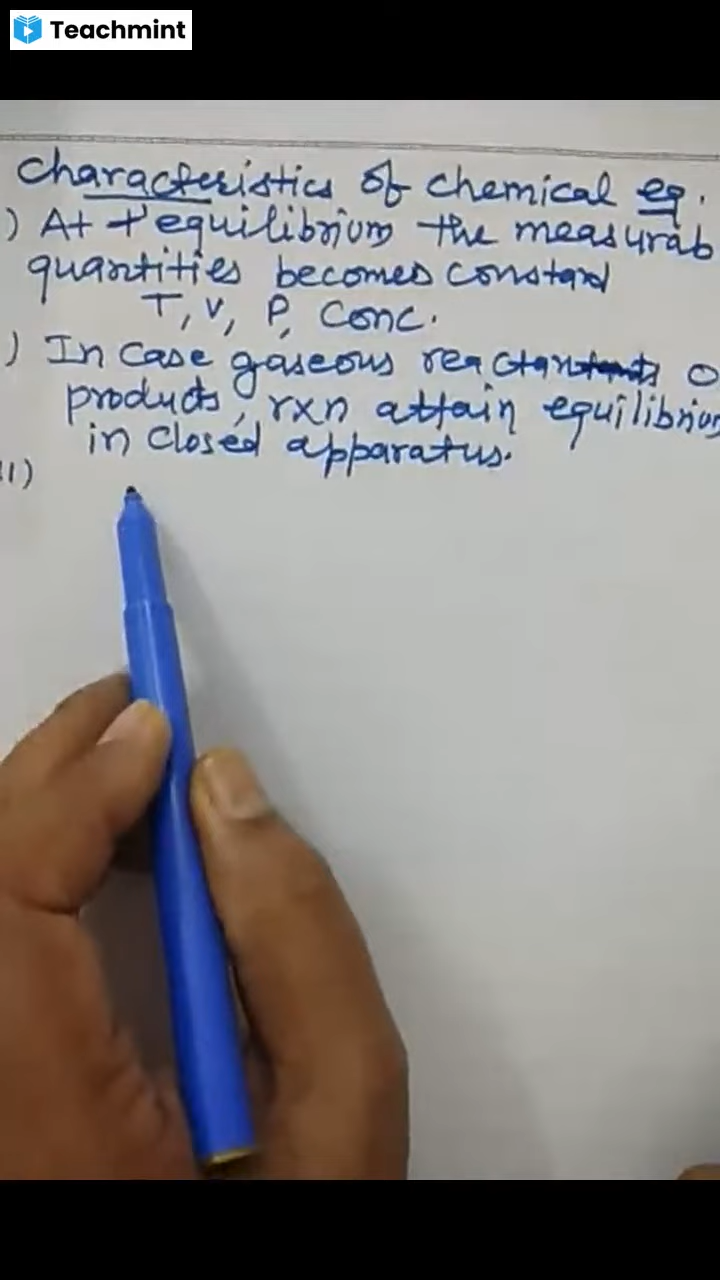 Teachmint
Characteristics of chemical eq.
) At + equilibrium the measurab
quantities becomes constant
T, V, P, Conc.
) In case gaseous reactants o
products, rxn attain equilibrium
in closed apparatus.
II)